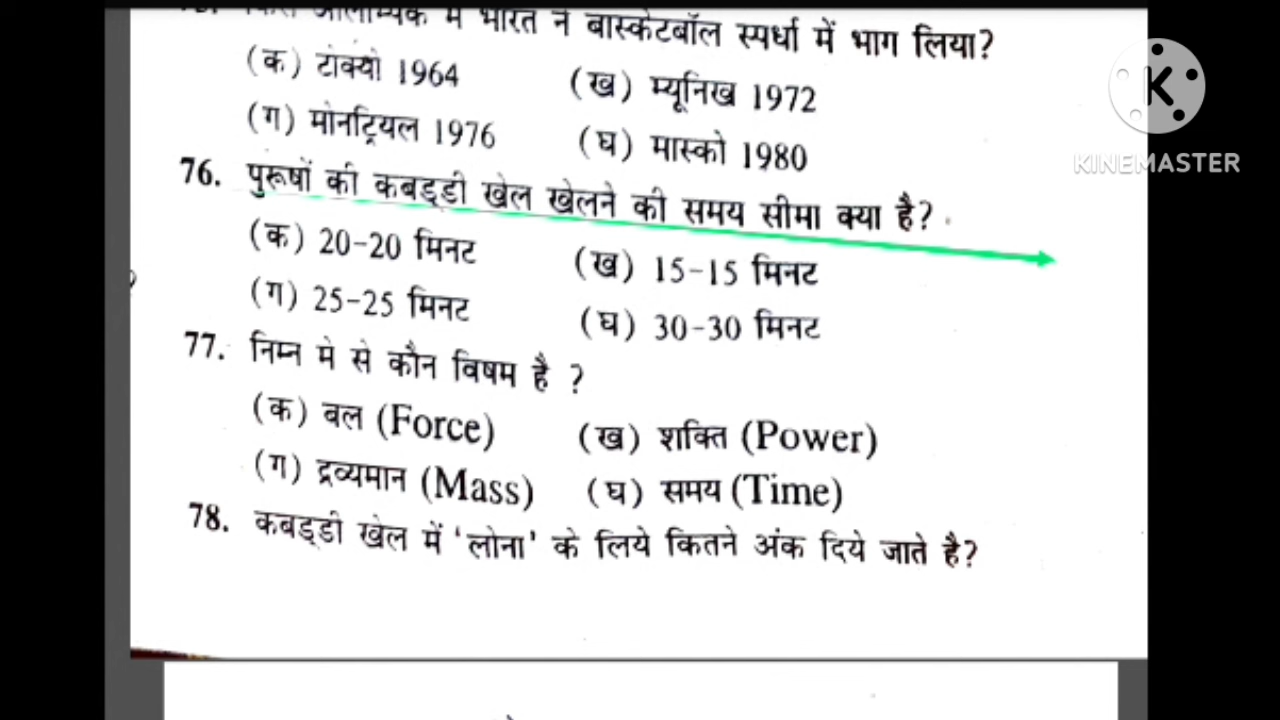 में भारत ने बास्केटबॉल स्पर्धा में भाग लिया?
(क) टोक्यो 1964 (ख) म्यूनिख 1972
(ग) मोनट्रियल 1976 (घ) मास्को 1980
76. पुरूषों की कबड्डी खेल खेलने की समय सीमा क्या है?
(क) 20-20 मिनट (ख) 15-15 मिनट
(ग) 25-25 मिनट (घ) 30-30 मिनट
77. निम्न मे से कौन विषम है ?
(क) बल (Force) (ख) शक्ति (Power)
(ग) द्रव्यमान (Mass) (घ) समय (Time)
78. कबड्डी खेल में 'लोना' के लिये कितने अंक दिये जाते है?
K
KINEMASTER